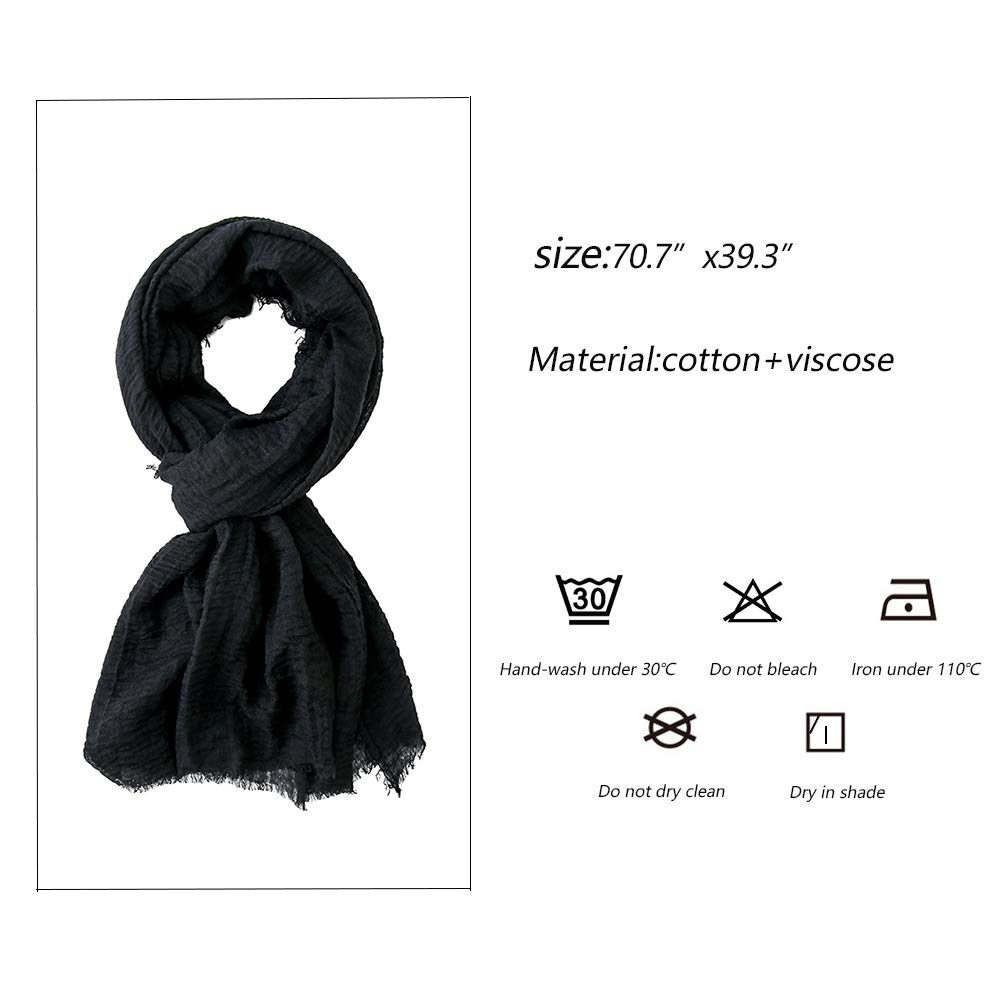 size:70.7" x39.3"
Material:cotton+viscose
30
Hand-wash under 30℃
Do not bleach
Iron under 110℃
Do not dry clean
Dry in shade